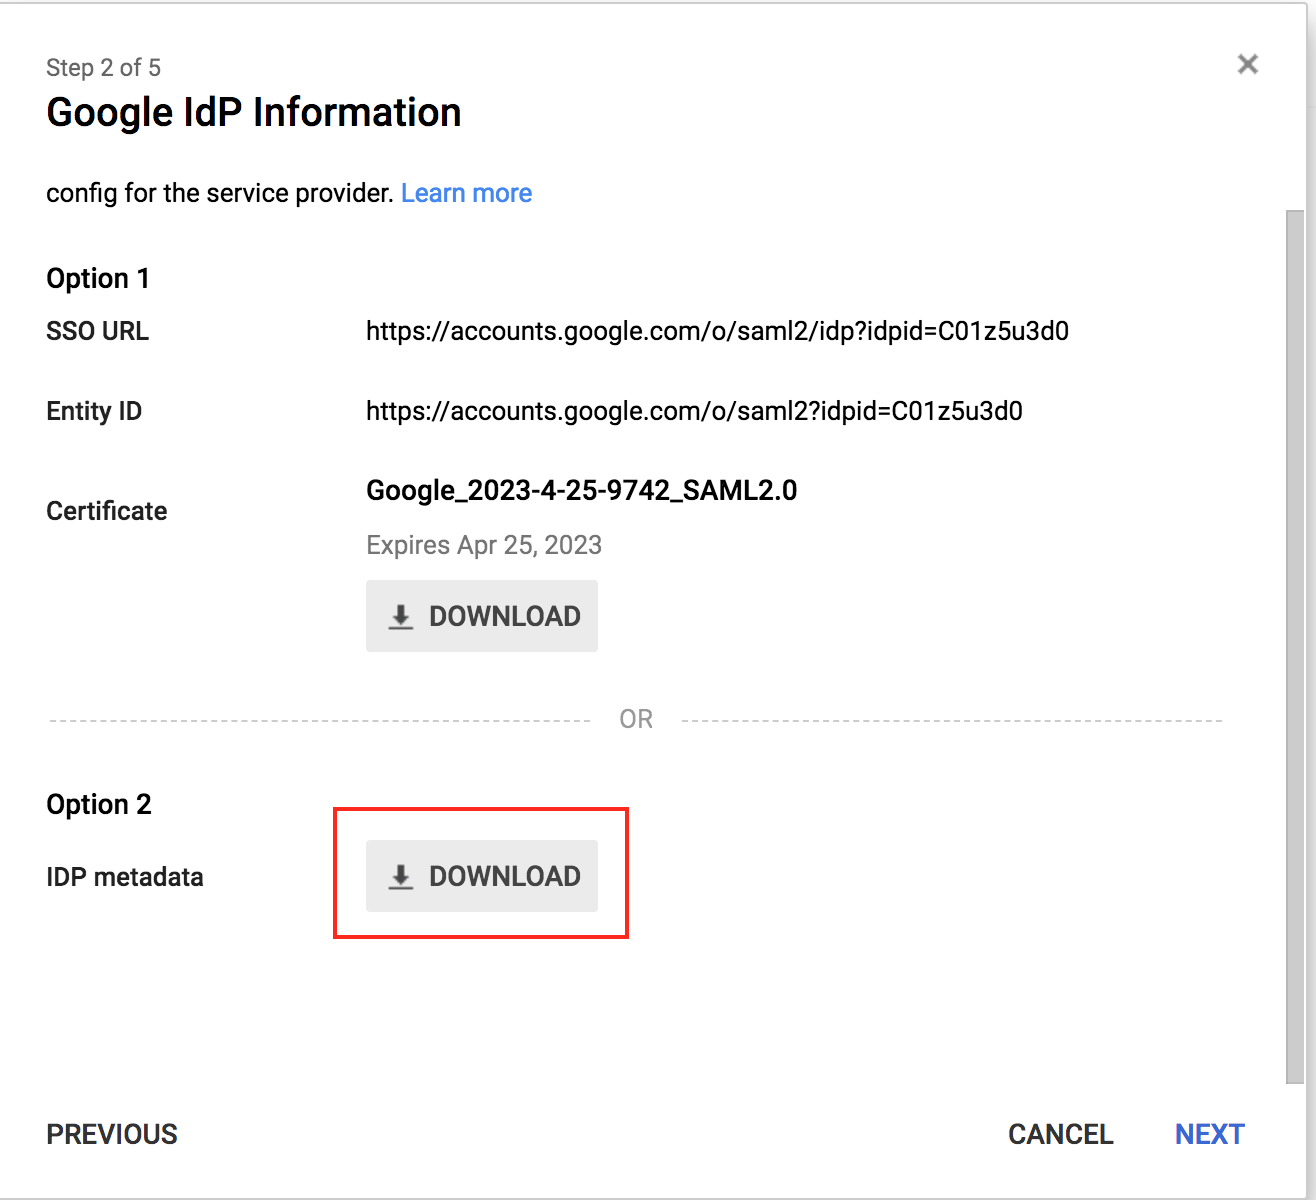 Step 2 of 5
Google IdP Information
config for the service provider. Learn more
Option 1
SSO URL https://accounts.google.com/o/saml2/idp?idpid=C01z5u3d0
Entity ID https://accounts.google.com/o/saml2?idpid=C01z5u3d0
Google_2023-4-25-9742_SAML2.0
Certificate
Expires Apr 25, 2023
DOWNLOAD
OR
Option 2
IDP metadata DOWNLOAD
PREVIOUS CANCEL NEXT